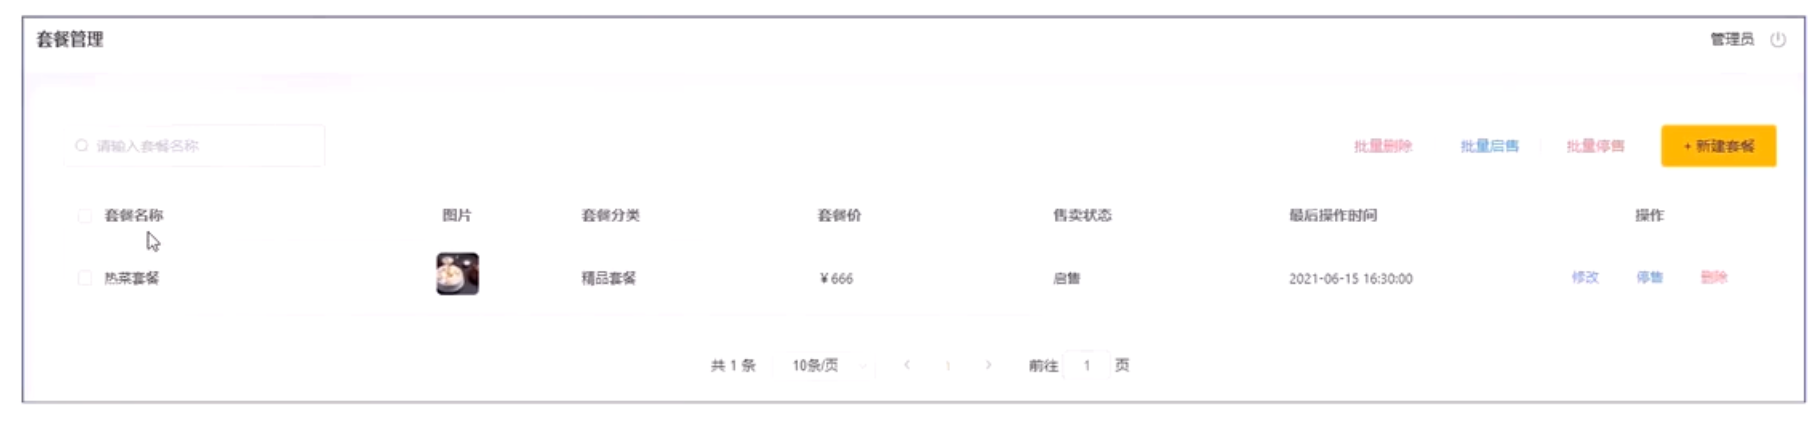 套餐管理 管理员
请输入套餐名称 批量删除 批量启售 批量停售 + 新建套餐
套餐名称 图片 套餐分类 套餐价 售卖状态 最后操作时间 操作
热菜套餐 精品套餐 ¥666 启售 2021-06-15 16:30:00 修改 停售 删除
共 1 条 10条/页 1 前往 1 页